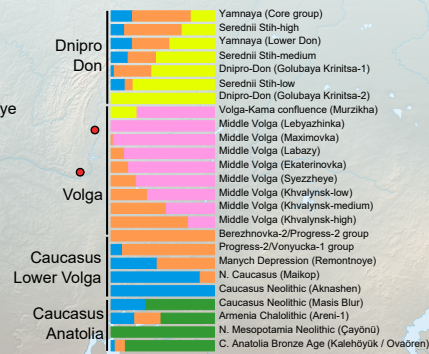 Yamnaya (Core group)
Serednii Stih-high
Yamnaya (Lower Don)
Serednii Stih-medium
Dnipro-Don (Golubaya Krinitsa-1)
Serednii Stih-low
Dnipro-Don (Golubaya Krinitsa-2)
Volga-Kama confluence (Murzikha)
Middle Volga (Lebyazhinka)
Middle Volga (Maximovka)
Middle Volga (Labazy)
Middle Volga (Ekaterinovka)
Middle Volga (Syezzheye)
Middle Volga (Khvalynsk-low)
Middle Volga (Khvalynsk-medium)
Middle Volga (Khvalynsk-high)
Berezhnovka-2/Progress-2 group
Progress-2/Vonyucka-1 group
Manych Depression (Remontnoye)
N. Caucasus (Maikop)
Caucasus Neolithic (Aknashen)
Caucasus Neolithic (Masis Blur)
Armenia Chalolithic (Areni-1)
N. Mesopotamia Neolithic (Çayönü)
C. Anatolia Bronze Age (Kalehöyük / Ovaören)
Dnipro
Don
ye
Volga
Caucasus
Lower Volga
Caucasus
Anatolia